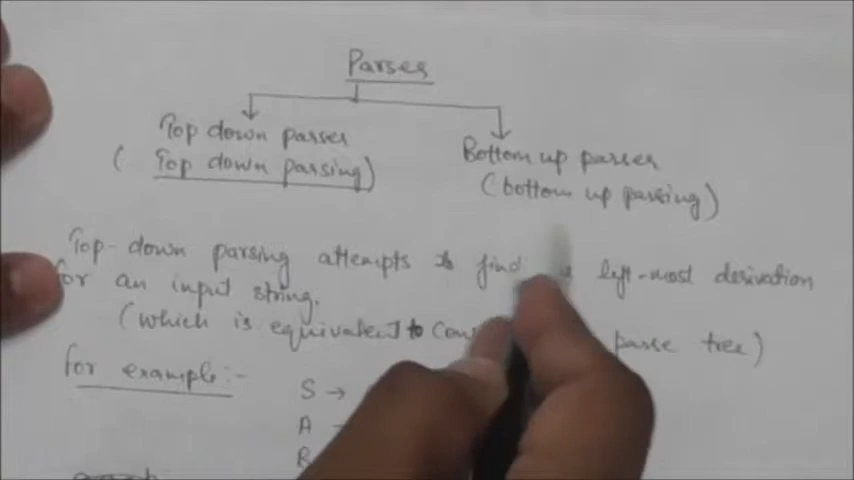 Parser
Top down parser
Bottom up parser
( Top down parsing)
(bottom up parsing)
Top-down parsing attempts to find left-most derivation
for an input string.
(which is equivalent to parse tree)
for example:-
S →
A
B